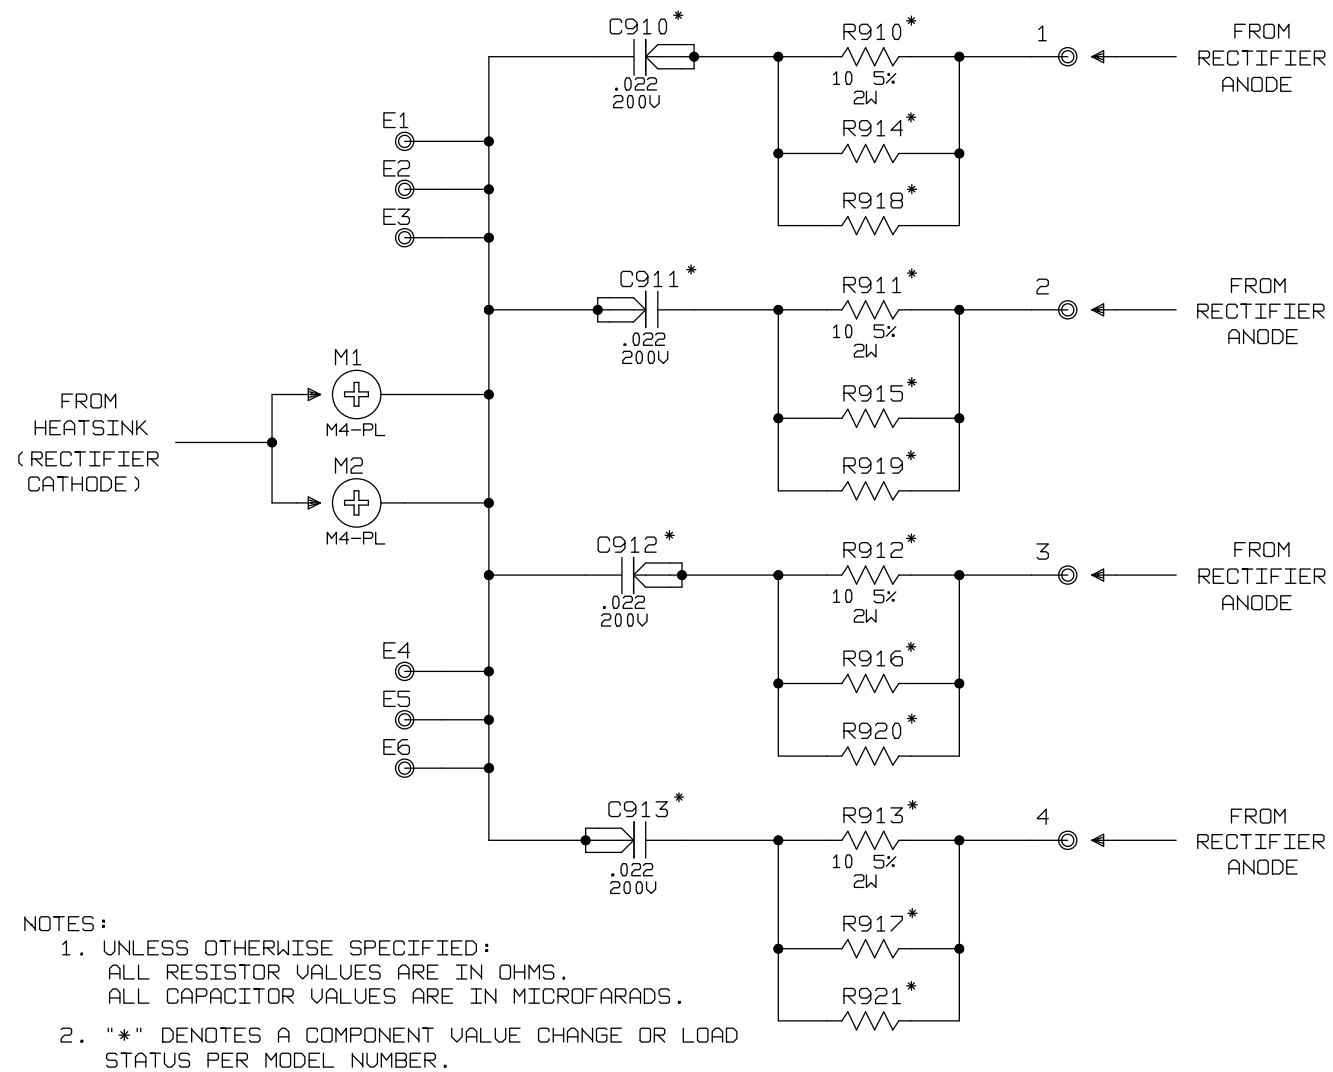 C910*
.022
200V
R910*
10 5%
2W
1
FROM
RECTIFIER
ANODE
R914*
R918*
E1
E2
E3
C911*
.022
200V
R911*
10 5%
2W
2
FROM
RECTIFIER
ANODE
R915*
R919*
M1
M4-PL
FROM
HEATSINK
(RECTIFIER
CATHODE)
M2
M4-PL
C912*
.022
200V
R912*
10 5%
2W
3
FROM
RECTIFIER
ANODE
R916*
R920*
E4
E5
E6
C913*
.022
200V
R913*
10 5%
2W
4
FROM
RECTIFIER
ANODE
R917*
R921*
NOTES:
1. UNLESS OTHERWISE SPECIFIED:
ALL RESISTOR VALUES ARE IN OHMS.
ALL CAPACITOR VALUES ARE IN MICROFARADS.
2. "*" DENOTES A COMPONENT VALUE CHANGE OR LOAD
STATUS PER MODEL NUMBER.